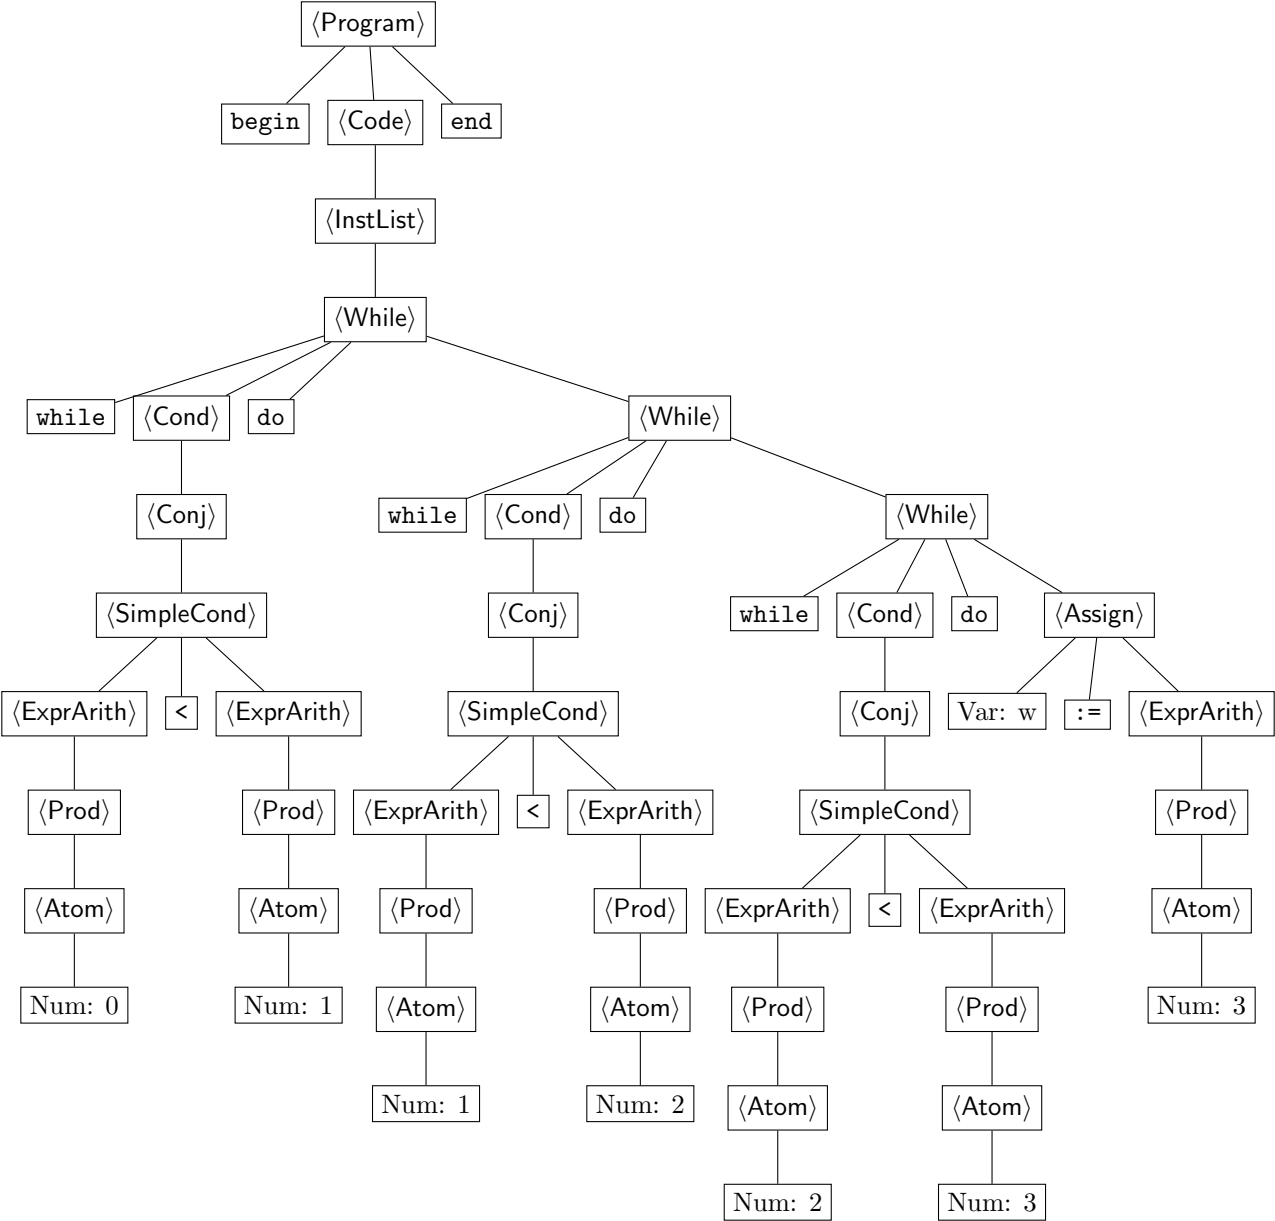 ⟨Program⟩
begin ⟨Code⟩ end
⟨InstList⟩
⟨While⟩
while ⟨Cond⟩ do ⟨While⟩
⟨Conj⟩ while ⟨Cond⟩ do ⟨While⟩
⟨SimpleCond⟩ ⟨Conj⟩ while ⟨Cond⟩ do ⟨Assign⟩
⟨ExprArith⟩ < ⟨ExprArith⟩ ⟨SimpleCond⟩ ⟨Conj⟩ Var: w := ⟨ExprArith⟩
⟨Prod⟩ ⟨Prod⟩ ⟨ExprArith⟩ < ⟨ExprArith⟩ ⟨SimpleCond⟩ ⟨Prod⟩
⟨Atom⟩ ⟨Atom⟩ ⟨Prod⟩ ⟨Prod⟩ ⟨ExprArith⟩ < ⟨ExprArith⟩ ⟨Atom⟩
Num: 0 Num: 1 ⟨Atom⟩ ⟨Atom⟩ ⟨Prod⟩ ⟨Prod⟩ Num: 3
Num: 1 Num: 2 ⟨Atom⟩ ⟨Atom⟩
Num: 2 Num: 3